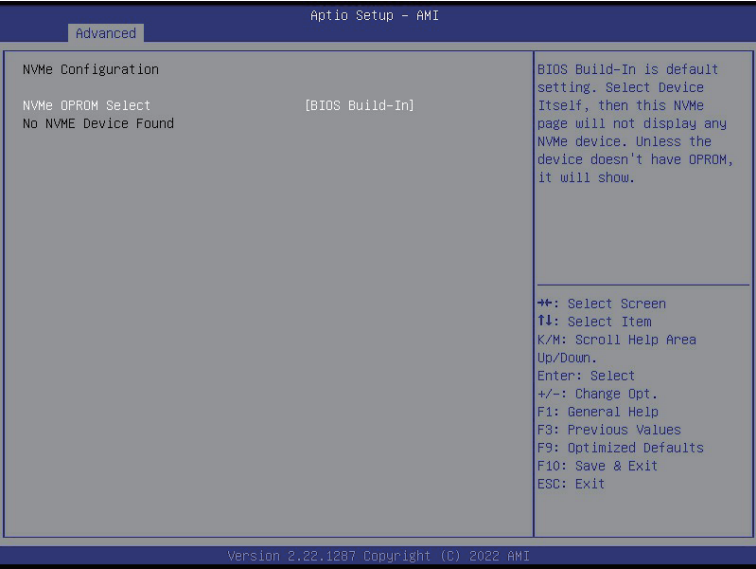 Aptio Setup – AMI
Advanced
NVMe Configuration
NVMe OPROM Select [BIOS Build-In]
No NVME Device Found
BIOS Build-In is default
setting. Select Device
Itself, then this NVMe
page will not display any
NVMe device. Unless the
device doesn't have OPROM,
it will show.
→←: Select Screen
↑↓: Select Item
K/M: Scroll Help Area
Up/Down.
Enter: Select
+/-: Change Opt.
F1: General Help
F3: Previous Values
F9: Optimized Defaults
F10: Save & Exit
ESC: Exit
Version 2.22.1287 Copyright (C) 2022 AMI